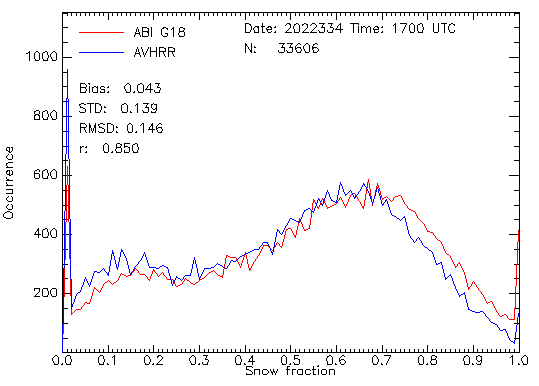 ABI G18
AVHRR
Date: 2022334 Time: 1700 UTC
N: 33606
Bias: 0.043
STD: 0.139
RMSD: 0.146
r: 0.850
Occurrence
1000
800
600
400
200
0.0 0.1 0.2 0.3 0.4 0.5 0.6 0.7 0.8 0.9 1.0
Snow fraction